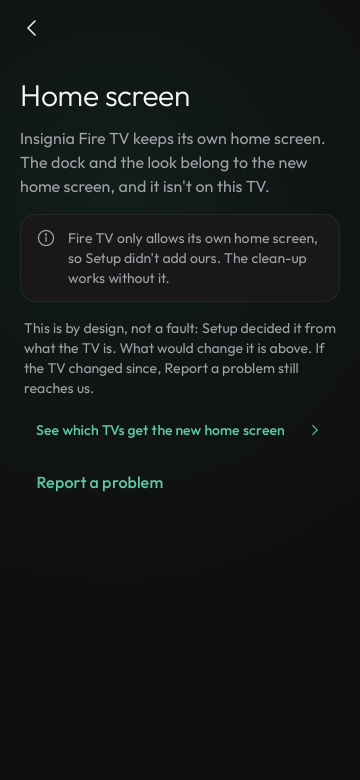 Home screen
Insignia Fire TV keeps its own home screen.
The dock and the look belong to the new
home screen, and it isn't on this TV.
Fire TV only allows its own home screen,
so Setup didn't add ours. The clean-up
works without it.
This is by design, not a fault: Setup decided it from
what the TV is. What would change it is above. If
the TV changed since, Report a problem still
reaches us.
See which TVs get the new home screen
Report a problem